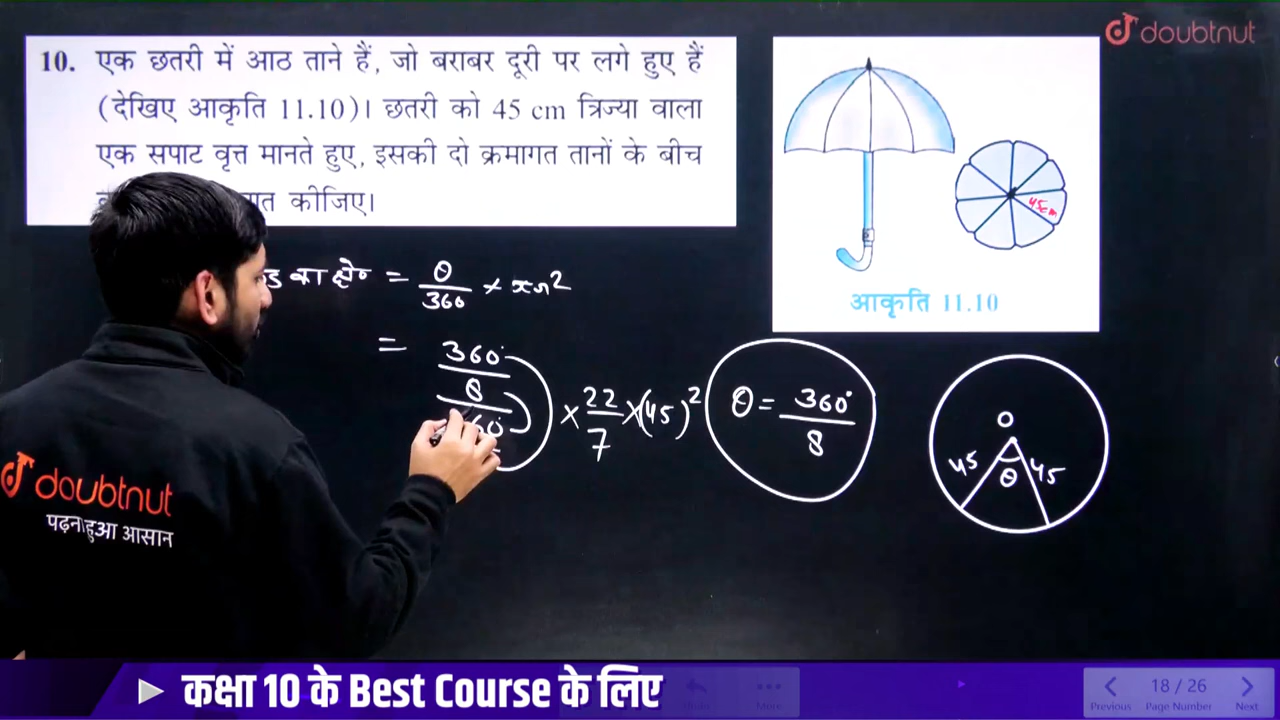 doubtnut
10. एक छतरी में आठ ताने हैं, जो बराबर दूरी पर लगे हुए हैं
(देखिए आकृति 11.10)। छतरी को 45 cm त्रिज्या वाला
एक सपाट वृत्त मानते हुए, इसकी दो क्रमागत तानों के बीच
कीजिए।
45cm
आकृति 11.10
का क्षे० = θ/360 × πr²
= 360°/8 × 22/7 × (45)²
θ = 360°/8
O
45 θ 45
doubtnut
पढ़ना हुआ आसान
कक्षा 10 के Best Course के लिए
More
18 / 26
Previous Page Number Next